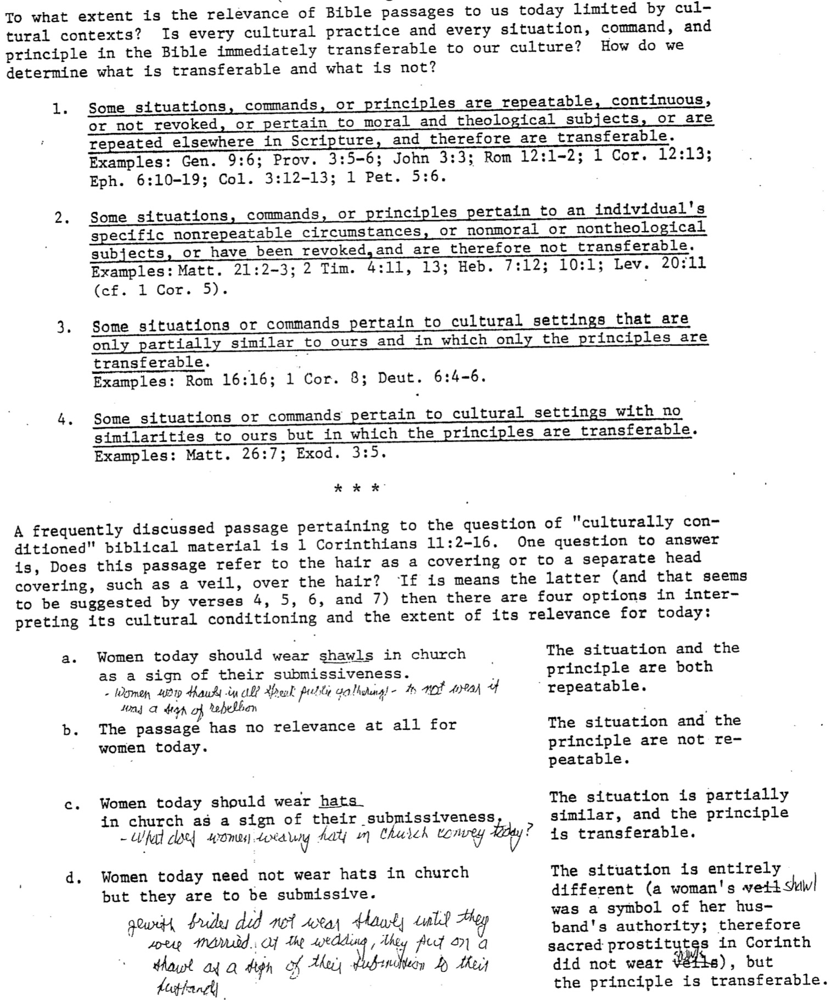 To what extent is the relevance of Bible passages to us today limited by cul-
tural contexts? Is every cultural practice and every situation, command, and
principle in the Bible immediately transferable to our culture? How do we
determine what is transferable and what is not?
1. Some situations, commands, or principles are repeatable, continuous,
or not revoked, or pertain to moral and theological subjects, or are
repeated elsewhere in Scripture, and therefore are transferable.
Examples: Gen. 9:6; Prov. 3:5-6; John 3:3; Rom 12:1-2; 1 Cor. 12:13;
Eph. 6:10-19; Col. 3:12-13; 1 Pet. 5:6.
2. Some situations, commands, or principles pertain to an individual's
specific nonrepeatable circumstances, or nonmoral or nontheological
subjects, or have been revoked, and are therefore not transferable.
Examples: Matt. 21:2-3; 2 Tim. 4:11, 13; Heb. 7:12; 10:1; Lev. 20:11
(cf. 1 Cor. 5).
3. Some situations or commands pertain to cultural settings that are
only partially similar to ours and in which only the principles are
transferable.
Examples: Rom 16:16; 1 Cor. 8; Deut. 6:4-6.
4. Some situations or commands pertain to cultural settings with no
similarities to ours but in which the principles are transferable.
Examples: Matt. 26:7; Exod. 3:5.
* * *
A frequently discussed passage pertaining to the question of "culturally con-
ditioned" biblical material is 1 Corinthians 11:2-16. One question to answer
is, Does this passage refer to the hair as a covering or to a separate head
covering, such as a veil, over the hair? If is means the latter (and that seems
to be suggested by verses 4, 5, 6, and 7) then there are four options in inter-
preting its cultural conditioning and the extent of its relevance for today:
a. Women today should wear shawls in church
as a sign of their submissiveness.
- Women wore shawls in all Greek public gatherings - to not wear it
was a sign of rebellion
The situation and the
principle are both
repeatable.
b. The passage has no relevance at all for
women today.
The situation and the
principle are not re-
peatable.
c. Women today should wear hats
in church as a sign of their submissiveness.
- What does women wearing hats in church convey today?
The situation is partially
similar, and the principle
is transferable.
d. Women today need not wear hats in church
but they are to be submissive.
Jewish brides did not wear shawls until they
were married. at the wedding, they put on a
shawl as a sign of their submission to their
husbands.
The situation is entirely
different (a woman's veil shawl
was a symbol of her hus-
band's authority; therefore
sacred prostitutes in Corinth
shawls
did not wear veils), but
the principle is transferable.